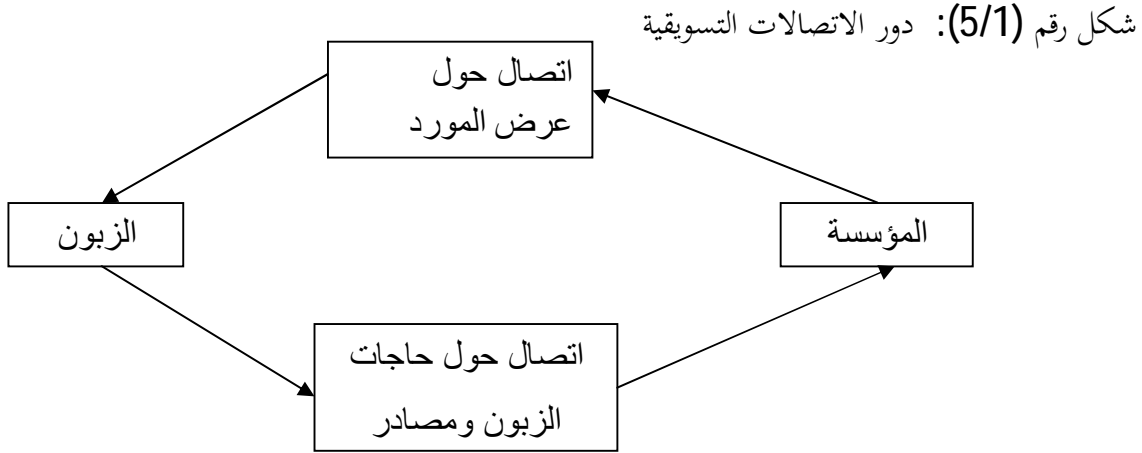 شكل رقم (5/1): دور الاتصالات التسويقية
اتصال حول
عرض المورد
المؤسسة
الزبون
اتصال حول حاجات
الزبون ومصادر